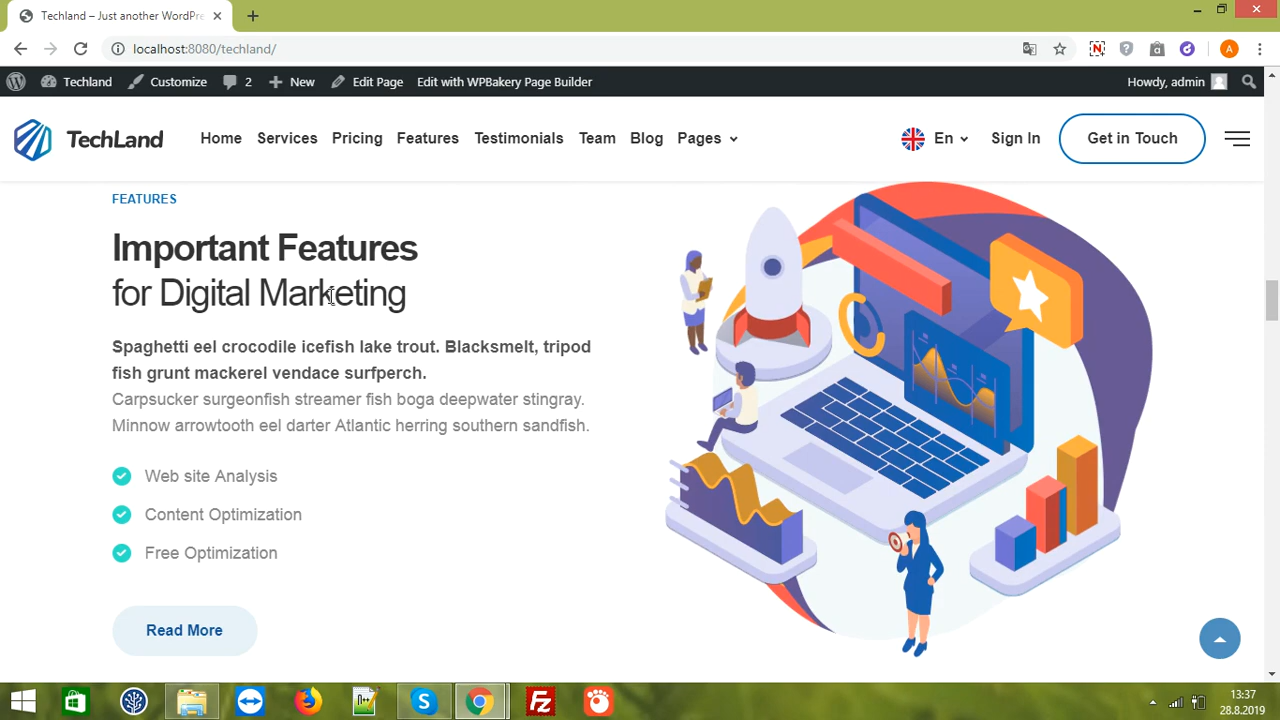 Techland – Just another WordPre
localhost:8080/techland/
A
Techland
Customize
2
New
Edit Page
Edit with WPBakery Page Builder
Howdy, admin
TechLand
Home
Services
Pricing
Features
Testimonials
Team
Blog
Pages
En
Sign In
Get in Touch
FEATURES
Important Features
for Digital Marketing
Spaghetti eel crocodile icefish lake trout. Blacksmelt, tripod
fish grunt mackerel vendace surfperch.
Carpsucker surgeonfish streamer fish boga deepwater stingray.
Minnow arrowtooth eel darter Atlantic herring southern sandfish.
Web site Analysis
Content Optimization
Free Optimization
Read More
13:37
28.8.2019